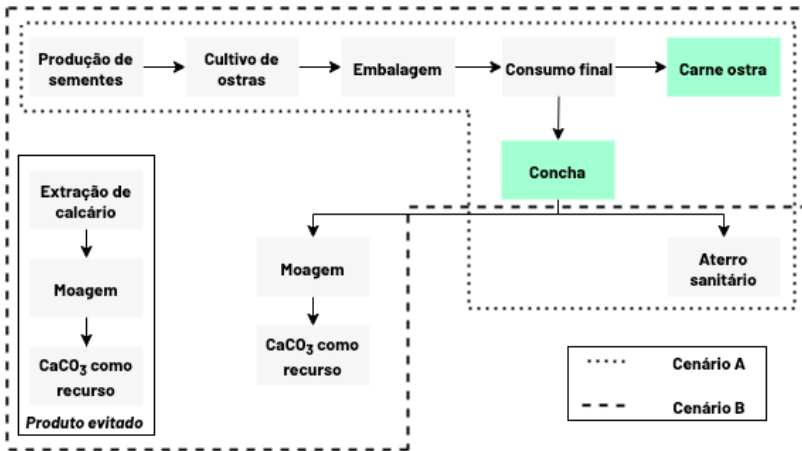 Produção de
sementes
Cultivo de
ostras
Embalagem
Consumo final
Carne ostra
Concha
Extração de
calcário
Moagem
CaCO₃ como
recurso
Produto evitado
Moagem
CaCO₃ como
recurso
Aterro
sanitário
Cenário A
Cenário B